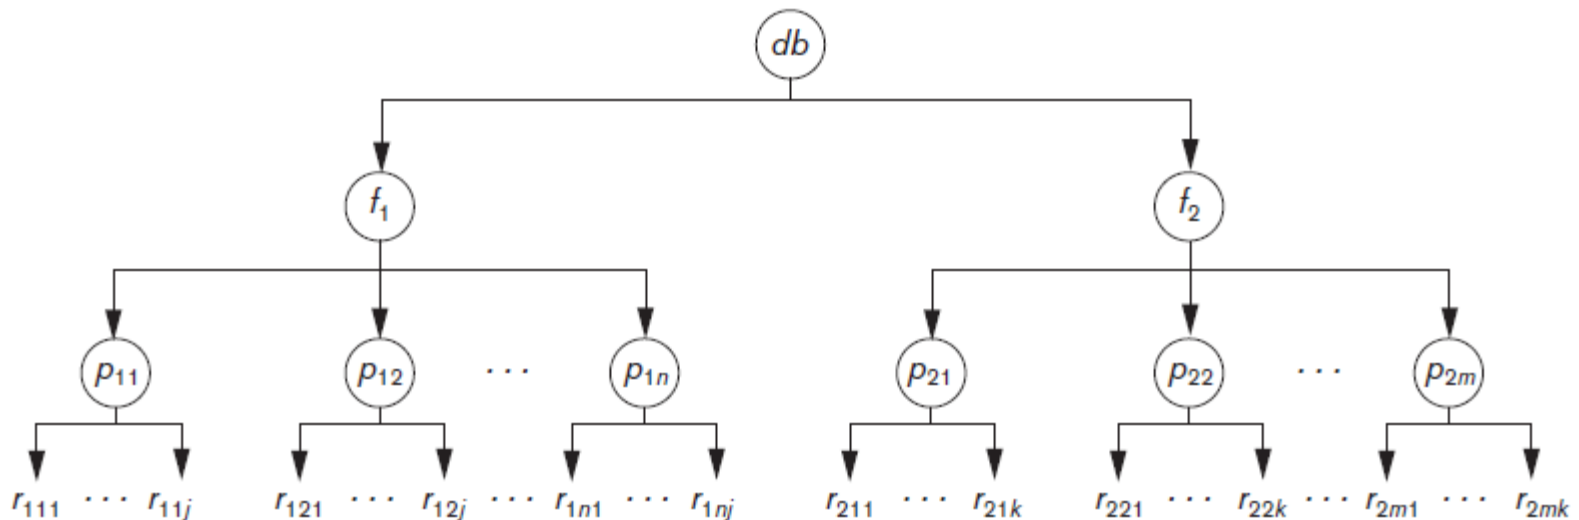 db
f₁ f₂
p₁₁ p₁₂ ··· p₁ₙ p₂₁ p₂₂ ··· p₂ₘ
r₁₁₁ ··· r₁₁ⱼ r₁₂₁ ··· r₁₂ⱼ ··· r₁ₙ₁ ··· r₁ₙⱼ r₂₁₁ ··· r₂₁ₖ r₂₂₁ ··· r₂₂ₖ ··· r₂ₘ₁ ··· r₂ₘₖ